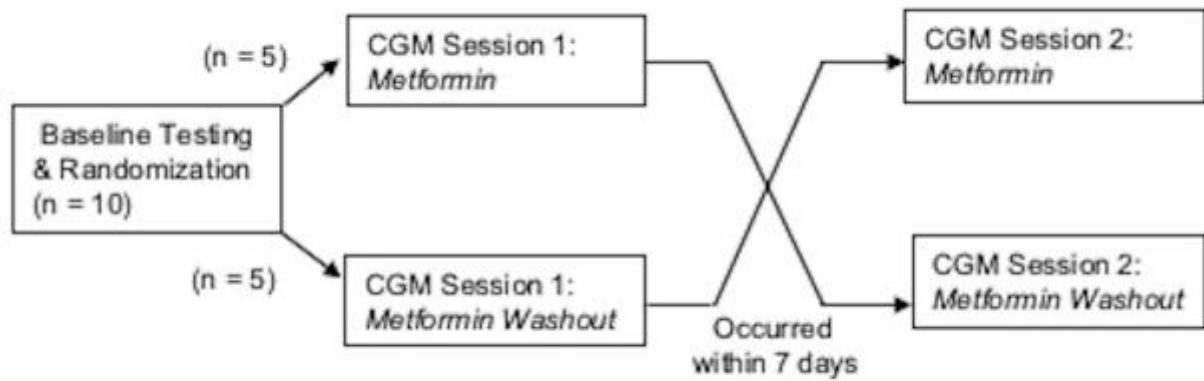 Baseline Testing
& Randomization
(n = 10)
(n = 5)
CGM Session 1:
Metformin
(n = 5)
CGM Session 1:
Metformin Washout
Occurred
within 7 days
CGM Session 2:
Metformin
CGM Session 2:
Metformin Washout